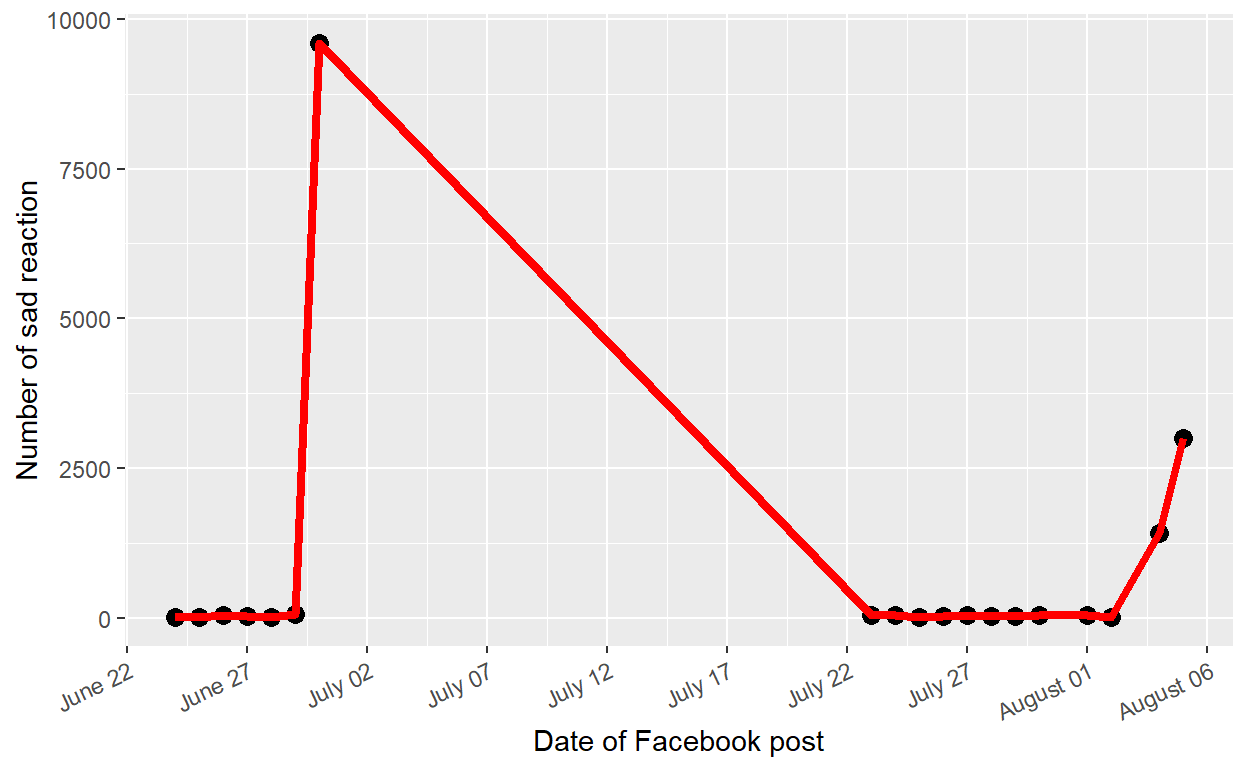 10000
7500
5000
2500
0
Number of sad reaction
June 22
June 27
July 02
July 07
July 12
July 17
July 22
July 27
August 01
August 06
Date of Facebook post